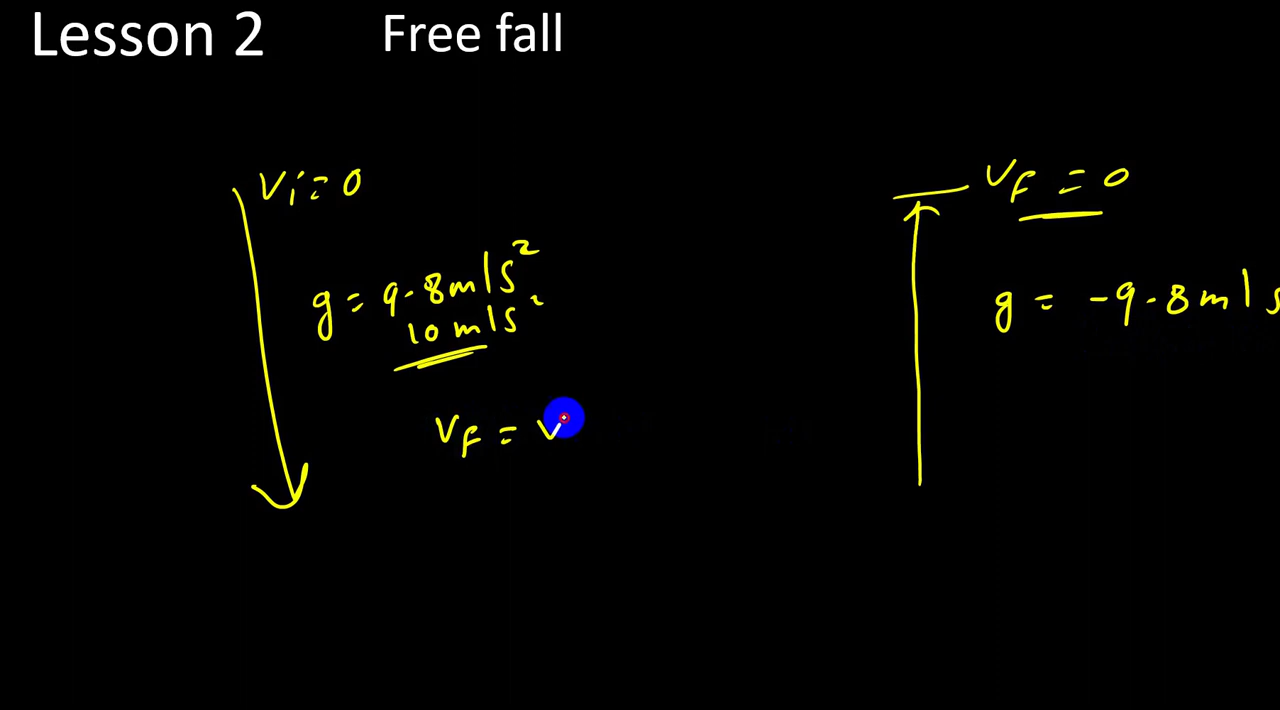 Lesson 2 Free fall
Vi = 0
g = 9.8 m/s²
10 m/s²
VF = V
VF = 0
g = -9.8 m/s